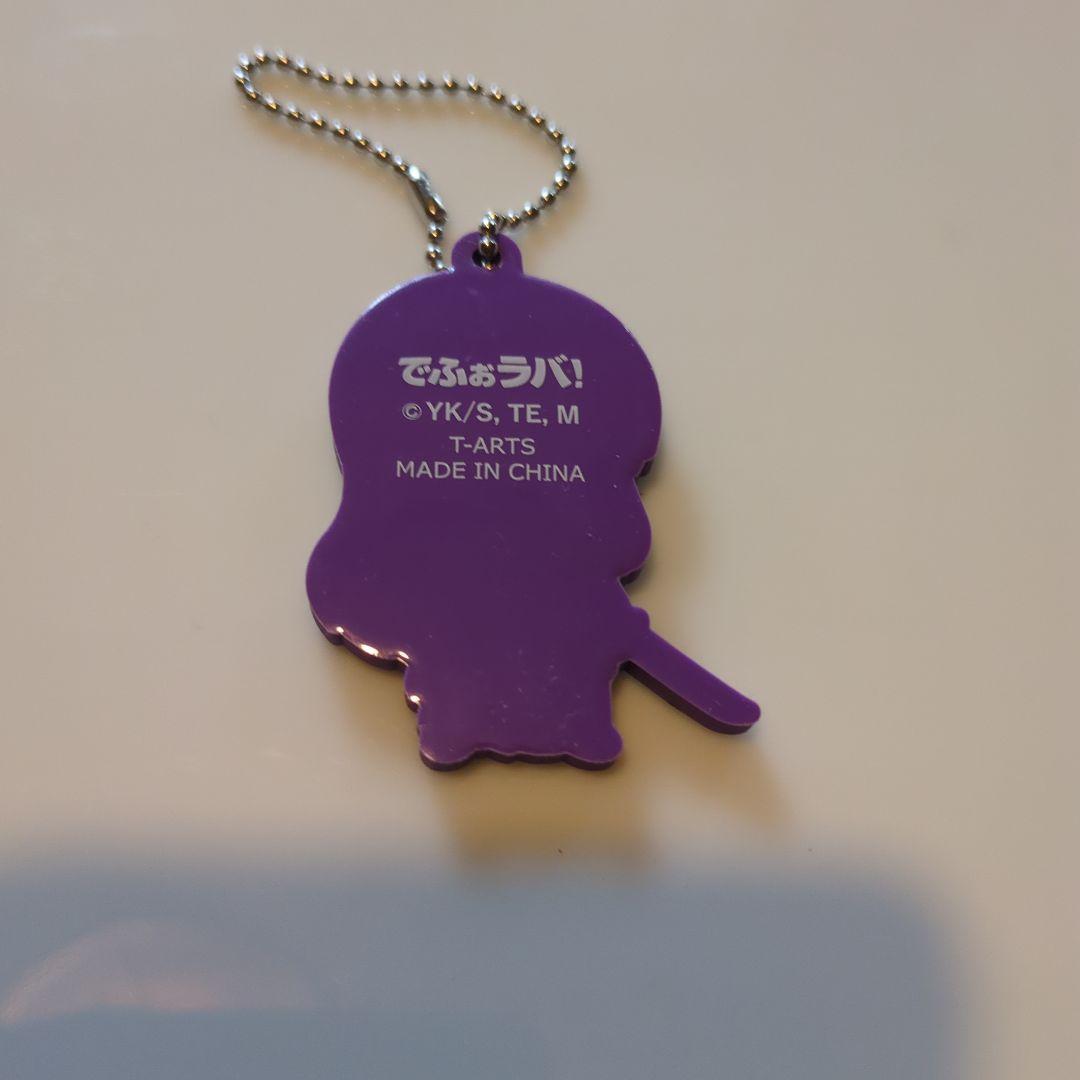 でふぉラバ!
©YK/S, TE, M
T-ARTS
MADE IN CHINA